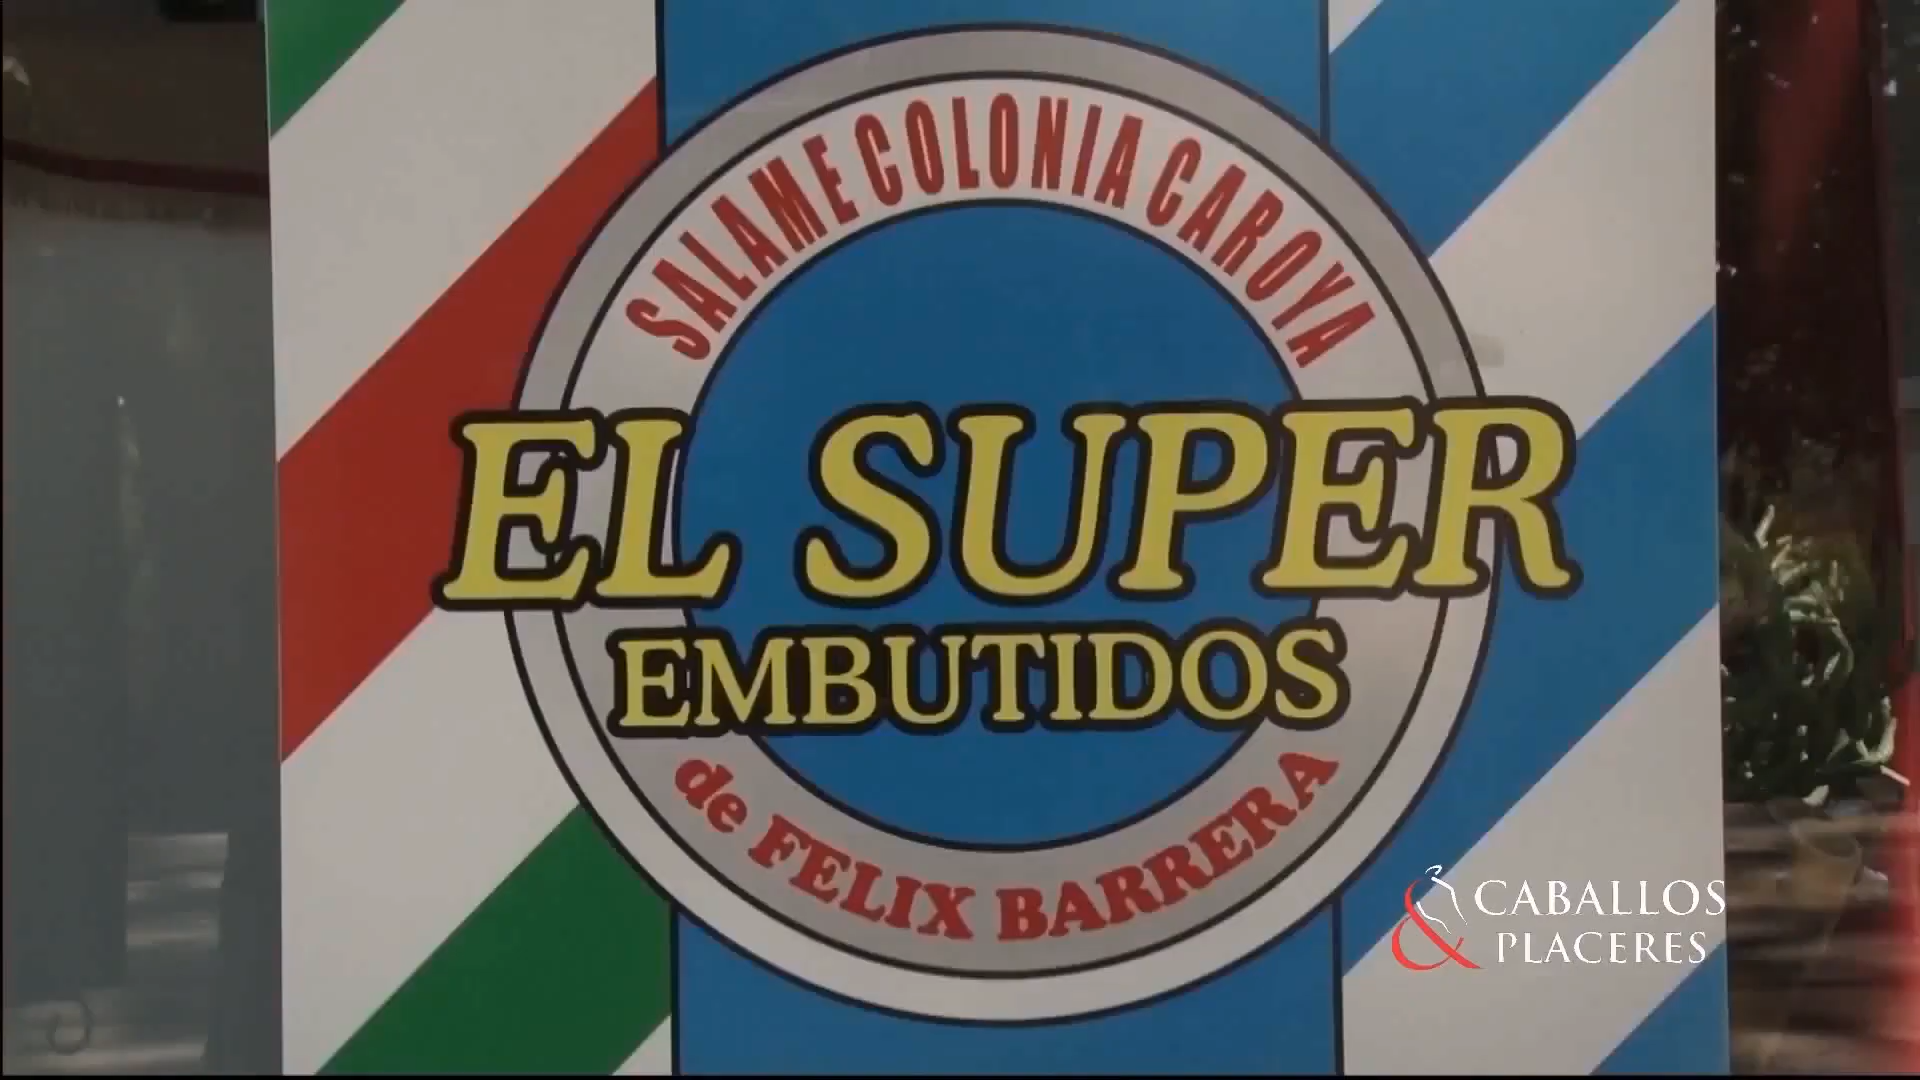 SALAME COLONIA CAROYA
EL SUPER
EMBUTIDOS
de FELIX BARRERA
& CABALLOS
PLACERES